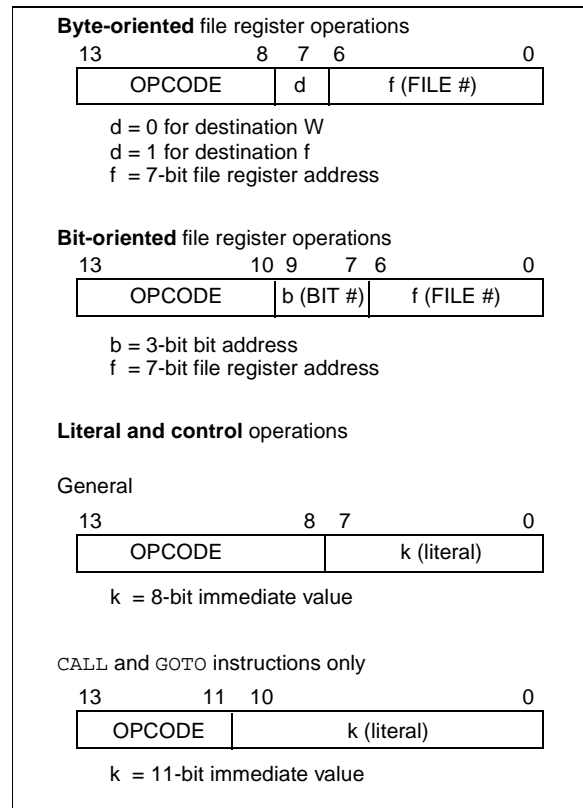 Byte-oriented file register operations
13 8 7 6 0
OPCODE d f (FILE #)
d = 0 for destination W
d = 1 for destination f
f = 7-bit file register address
Bit-oriented file register operations
13 10 9 7 6 0
OPCODE b (BIT #) f (FILE #)
b = 3-bit bit address
f = 7-bit file register address
Literal and control operations
General
13 8 7 0
OPCODE k (literal)
k = 8-bit immediate value
CALL and GOTO instructions only
13 11 10 0
OPCODE k (literal)
k = 11-bit immediate value